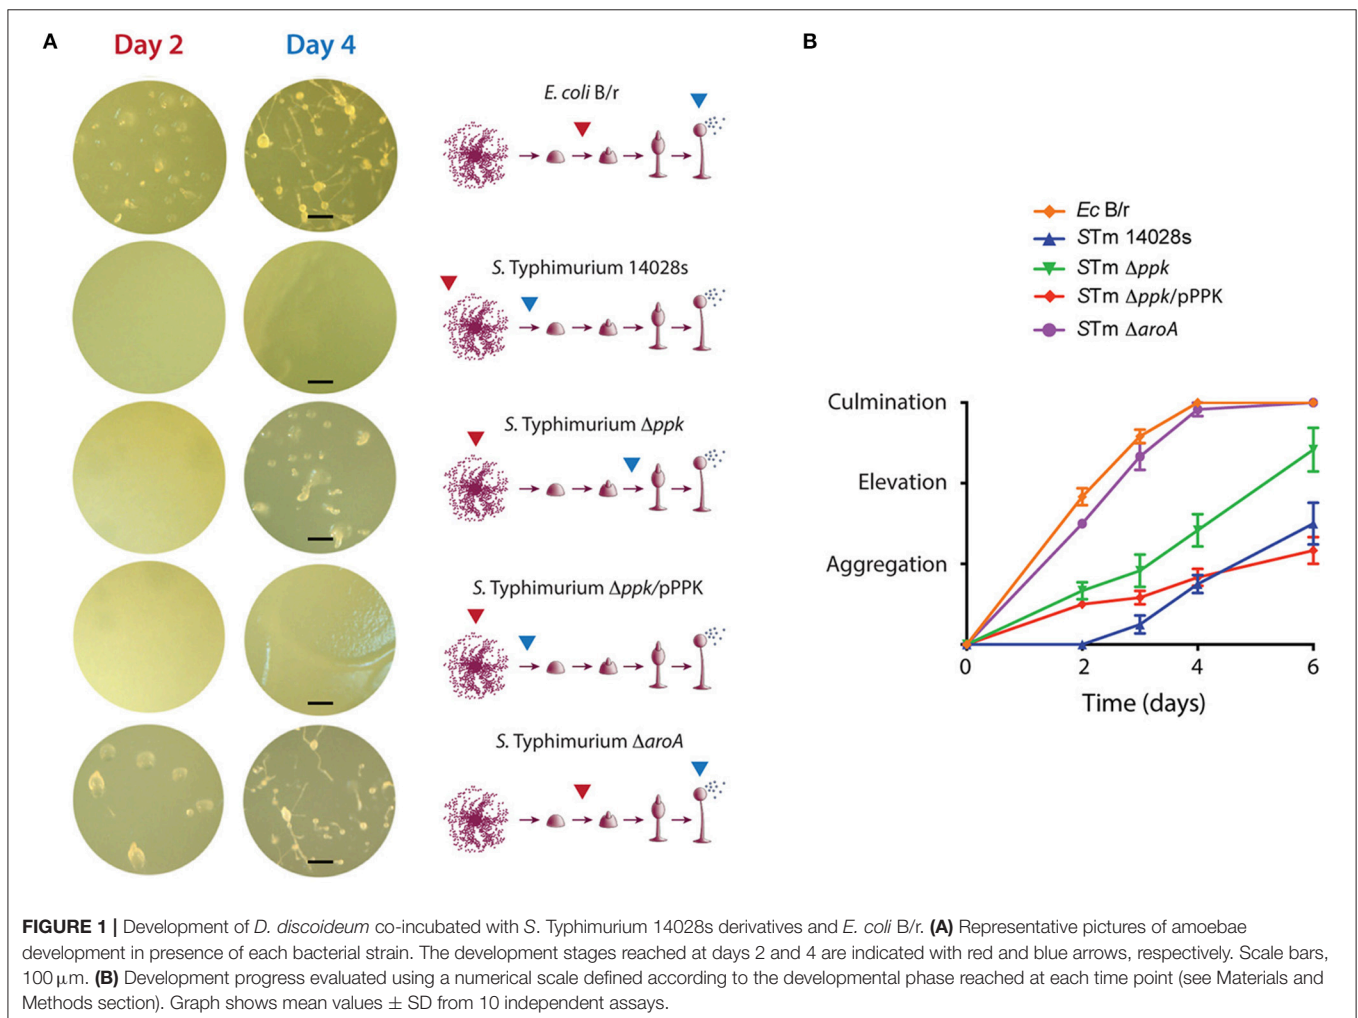 A
Day 2
Day 4
E. coli B/r
S. Typhimurium 14028s
S. Typhimurium Δppk
S. Typhimurium Δppk/pPPK
S. Typhimurium ΔaroA
B
Ec B/r
STm 14028s
STm Δppk
STm Δppk/pPPK
STm ΔaroA
Culmination
Elevation
Aggregation
0
2
4
6
Time (days)
FIGURE 1 | Development of D. discoideum co-incubated with S. Typhimurium 14028s derivatives and E. coli B/r. (A) Representative pictures of amoebae
development in presence of each bacterial strain. The development stages reached at days 2 and 4 are indicated with red and blue arrows, respectively. Scale bars,
100 μm. (B) Development progress evaluated using a numerical scale defined according to the developmental phase reached at each time point (see Materials and
Methods section). Graph shows mean values ± SD from 10 independent assays.